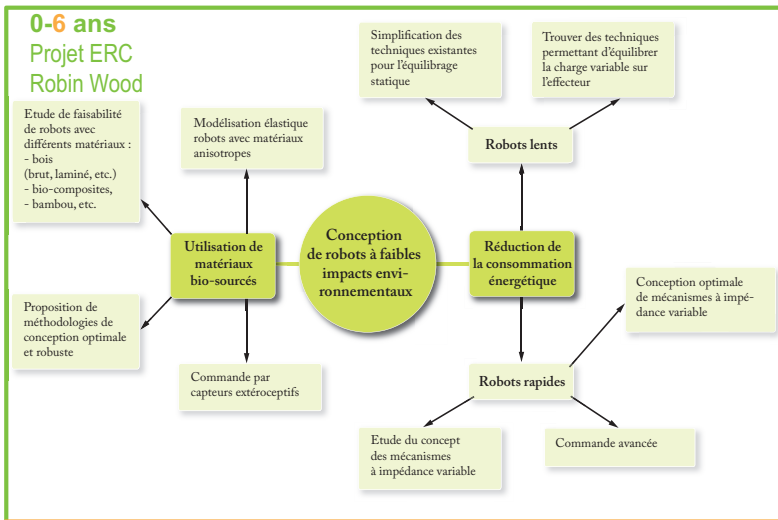 0-6 ans
Projet ERC
Robin Wood
Etude de faisabilité
de robots avec
différents matériaux :
- bois
(brut, laminé, etc.)
- bio-composites,
- bambou, etc.
Modélisation élastique
robots avec matériaux
anisotropes
Simplification des
techniques existantes
pour l'équilibrage
statique
Trouver des techniques
permettant d'équilibrer
la charge variable sur
l'effecteur
Robots lents
Utilisation de
matériaux
bio-sourcés
Conception
de robots à faibles
impacts envi-
ronnementaux
Réduction de
la consommation
énergétique
Proposition de
méthodologies de
conception optimale
et robuste
Commande par
capteurs extéroceptifs
Conception optimale
de mécanismes à impé-
dance variable
Robots rapides
Etude du concept
des mécanismes
à impédance variable
Commande avancée